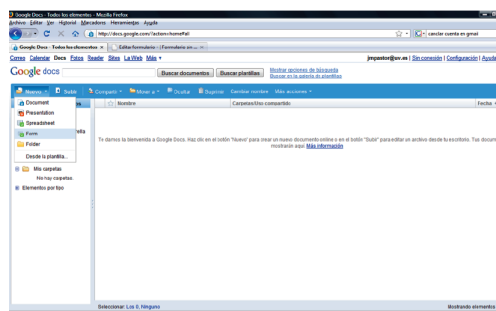 Google Docs - Todos los elementos - Mozilla Firefox
Archivo Editar Ver Historial Marcadores Herramientas Ayuda
http://docs.google.com/?action=home#all
cancelar cuenta en gmail
Google Docs - Todos los elementos
Editar formulario - [ Formulario sin ...
Correo Calendar Docs Fotos Reader Sites La Web Más
jmpastor@uv.es | Sin conexión | Configuración | Ayuda
Google docs
Buscar documentos
Buscar plantillas
Mostrar opciones de búsqueda
Buscar en la galería de plantillas
Nuevo Subir Compartir Mover a Ocultar Suprimir Cambiar nombre Más acciones
Document
Presentation
Spreadsheet
Form
Folder
Desde la plantilla...
Nombre
Carpetas/Uso compartido
Fecha
Te damos la bienvenida a Google Docs. Haz clic en el botón "Nuevo" para crear un nuevo documento online o en el botón "Subir" para editar un archivo desde tu escritorio. Tus docum
mostrarán aquí. Más información
Mis carpetas
No hay carpetas.
Elementos por tipo
Seleccionar: Los 0, Ninguno
Mostrando elementos